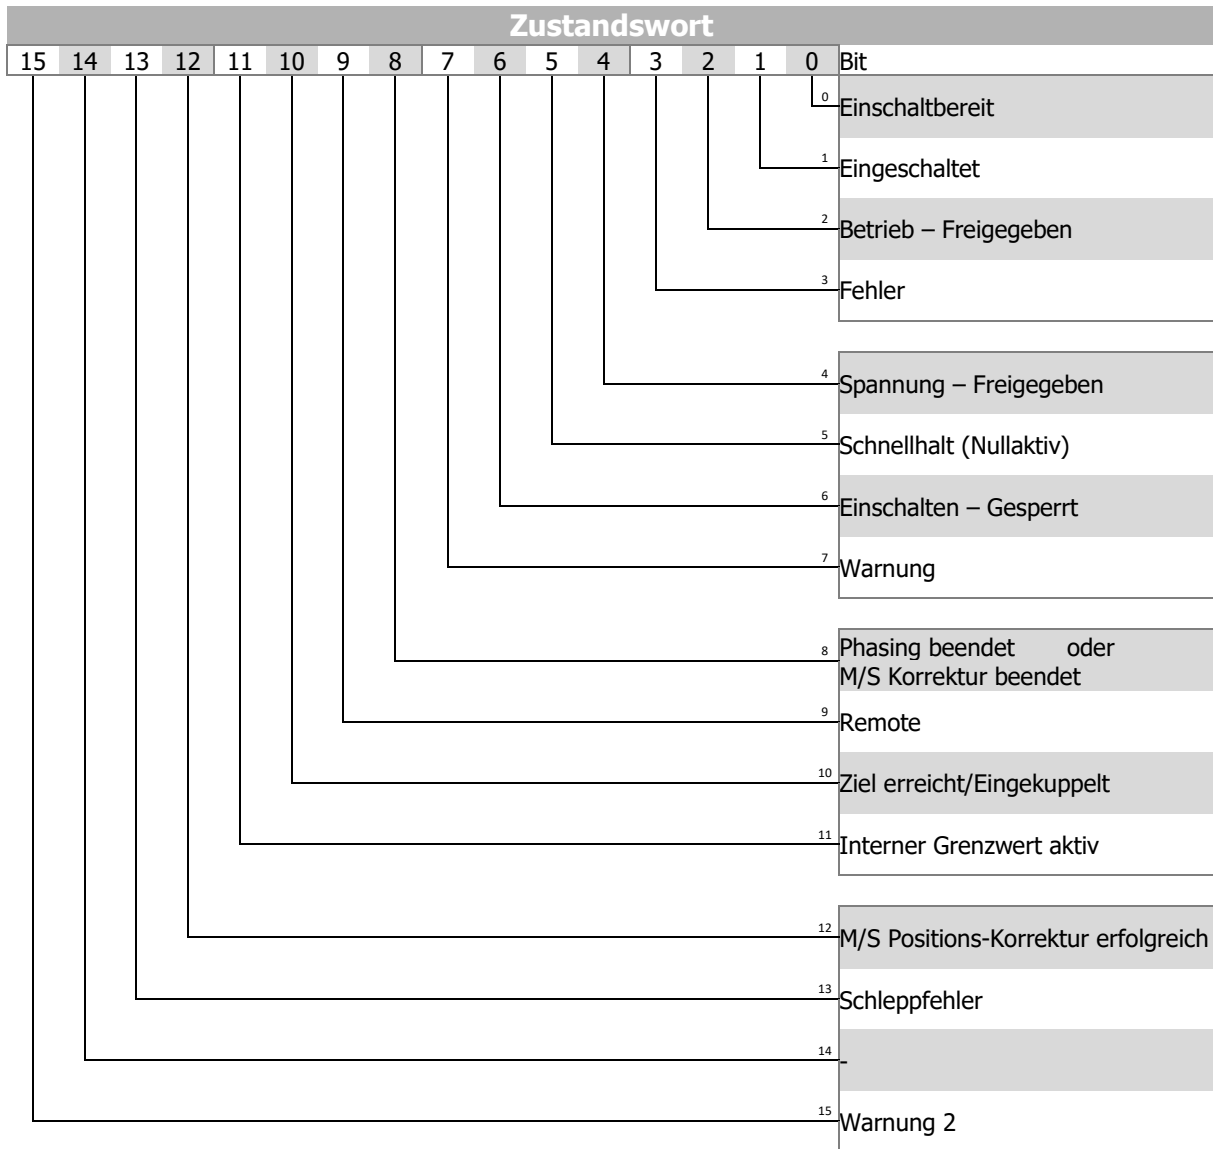 Zustandswort
15 14 13 12 11 10 9 8 7 6 5 4 3 2 1 0 Bit
0 Einschaltbereit
1 Eingeschaltet
2 Betrieb – Freigegeben
3 Fehler
4 Spannung – Freigegeben
5 Schnellhalt (Nullaktiv)
6 Einschalten – Gesperrt
7 Warnung
8 Phasing beendet oder
M/S Korrektur beendet
9 Remote
10 Ziel erreicht/Eingekuppelt
11 Interner Grenzwert aktiv
12 M/S Positions-Korrektur erfolgreich
13 Schleppfehler
14 -
15 Warnung 2